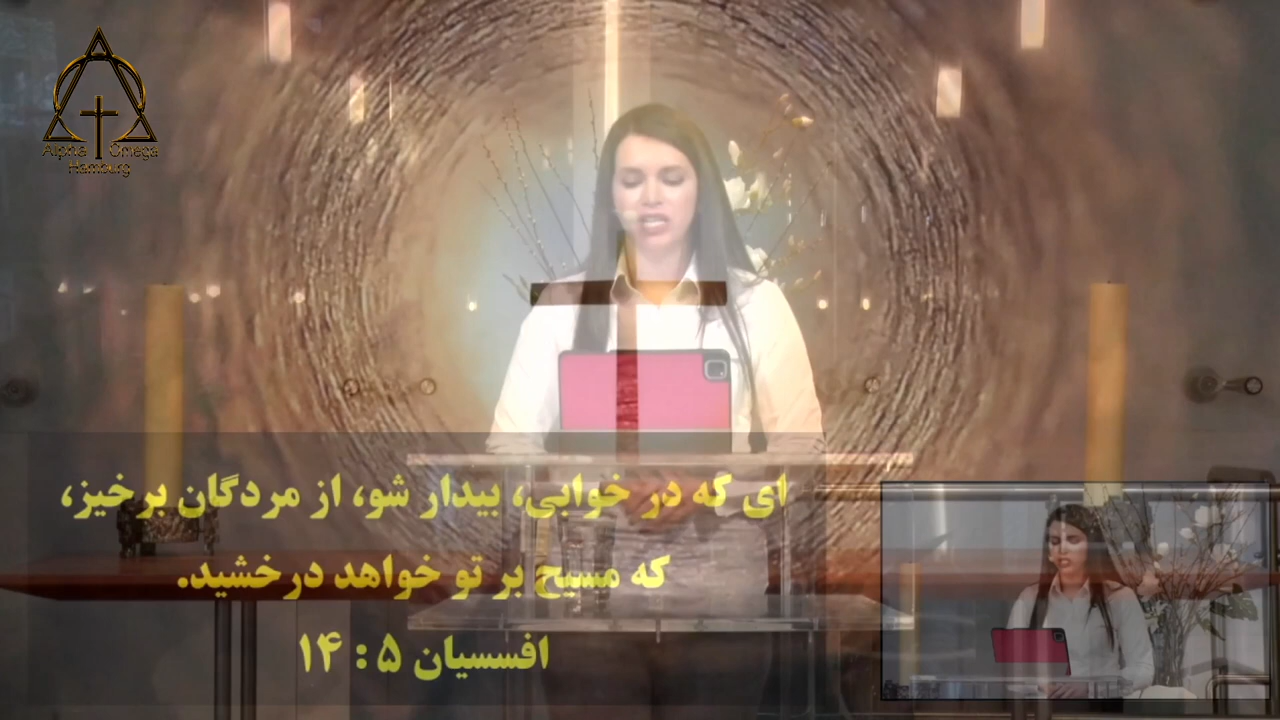 Alpha Omega
Hamburg
ای که در خوابی، بیدار شو، از مردگان برخیز،
که مسیح بر تو خواهد درخشید.
افسسیان ۵ : ۱۴